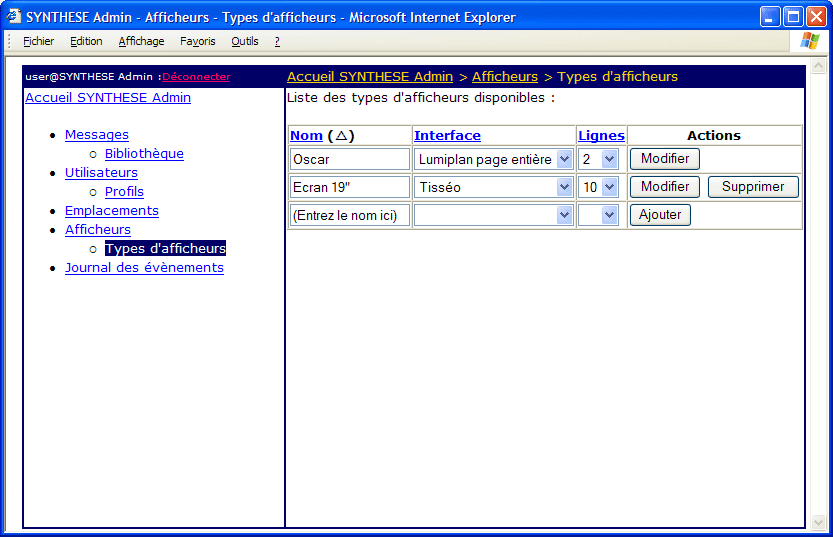 SYNTHESE Admin - Afficheurs - Types d'afficheurs - Microsoft Internet Explorer
Fichier Edition Affichage Favoris Outils ?
user@SYNTHESE Admin :Déconnecter
Accueil SYNTHESE Admin > Afficheurs > Types d'afficheurs
Accueil SYNTHESE Admin
Messages
Bibliothèque
Utilisateurs
Profils
Emplacements
Afficheurs
Types d'afficheurs
Journal des évènements
Liste des types d'afficheurs disponibles :
Nom (△) Interface Lignes Actions
Oscar Lumiplan page entière 2 Modifier
Ecran 19" Tisséo 10 Modifier Supprimer
(Entrez le nom ici) Ajouter